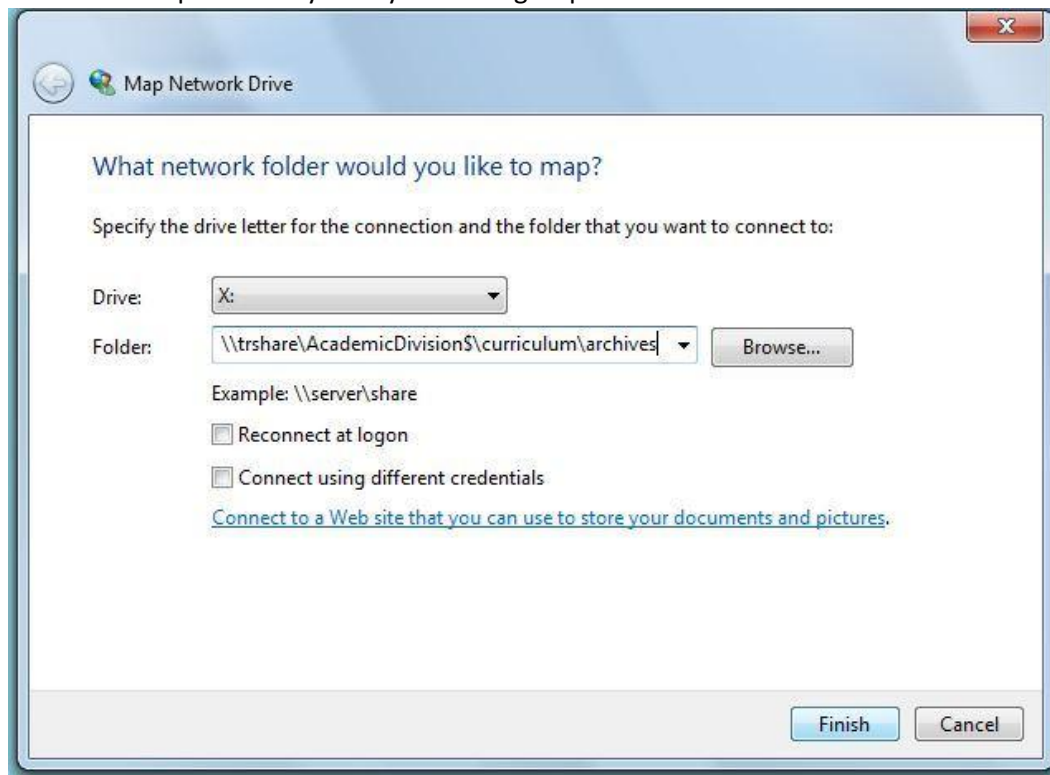 Map Network Drive
What network folder would you like to map?
Specify the drive letter for the connection and the folder that you want to connect to:
Drive: X:
Folder: \\trshare\AcademicDivision$\curriculum\archives Browse...
Example: \\server\share
Reconnect at logon
Connect using different credentials
Connect to a Web site that you can use to store your documents and pictures.
Finish Cancel